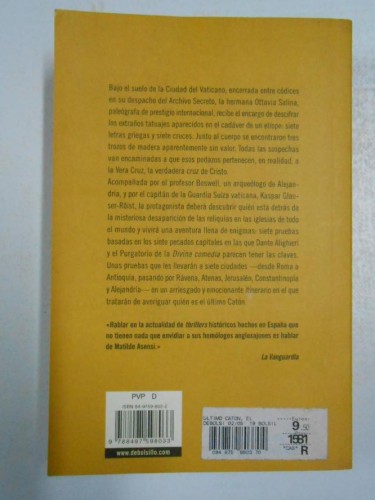 Bajo el suelo de la Ciudad del Vaticano, encerrada entre códices
en su despacho del Archivo Secreto, la hermana Ottavia Salina,
paleógrafa de prestigio internacional, recibe el encargo de descifrar
los extraños tatuajes aparecidos en el cadáver de un etíope: siete
letras griegas y siete cruces. Junto al cuerpo se encontraron tres
trozos de madera aparentemente sin valor. Todas las sospechas
van encaminadas a que esos pedazos pertenecen, en realidad, a
la Vera Cruz, la verdadera cruz de Cristo.
Acompañada por el profesor Boswell, un arqueólogo de Alejan-
dría, y por el capitán de la Guardia Suiza vaticana, Kaspar Glau-
ser-Röist, la protagonista deberá descubrir quién está detrás de
la misteriosa desaparición de las reliquias en las iglesias de todo
el mundo y vivirá una aventura llena de enigmas: siete pruebas
basadas en los siete pecados capitales en las que Dante Alighieri
y el Purgatorio de la Divina comedia parecen tener las claves.
Unas pruebas que les llevarán a siete ciudades —desde Roma a
Antioquía, pasando por Rávena, Atenas, Jerusalén, Constantinopla
y Alejandría— en un arriesgado y emocionante itinerario en el que
tratarán de averiguar quién es el último Catón.
«Hablar en la actualidad de thrillers históricos hechos en España que
no tienen nada que envidiar a sus homólogos anglosajones es hablar
de Matilde Asensi.»
La Vanguardia
PVP D
www.debolsillo.com
ULTIMO CATON, EL
9,50
1581
R